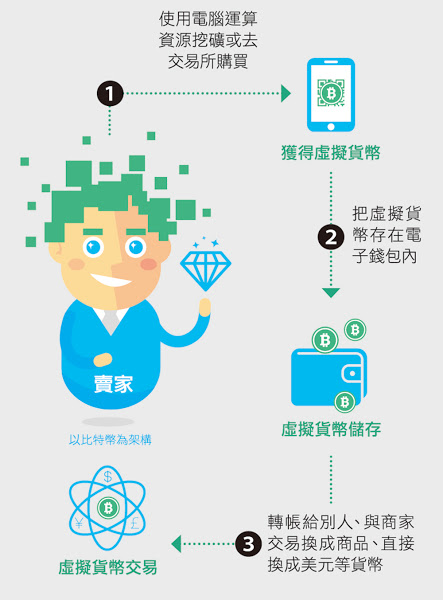 使用電腦運算
資源挖礦或去
交易所購買
1
獲得虛擬貨幣
2
把虛擬貨
幣存在電
子錢包內
賣家
以比特幣為架構
虛擬貨幣儲存
3
轉帳給別人、與商家
交易換成商品、直接
換成美元等貨幣
$
¥
£
虛擬貨幣交易